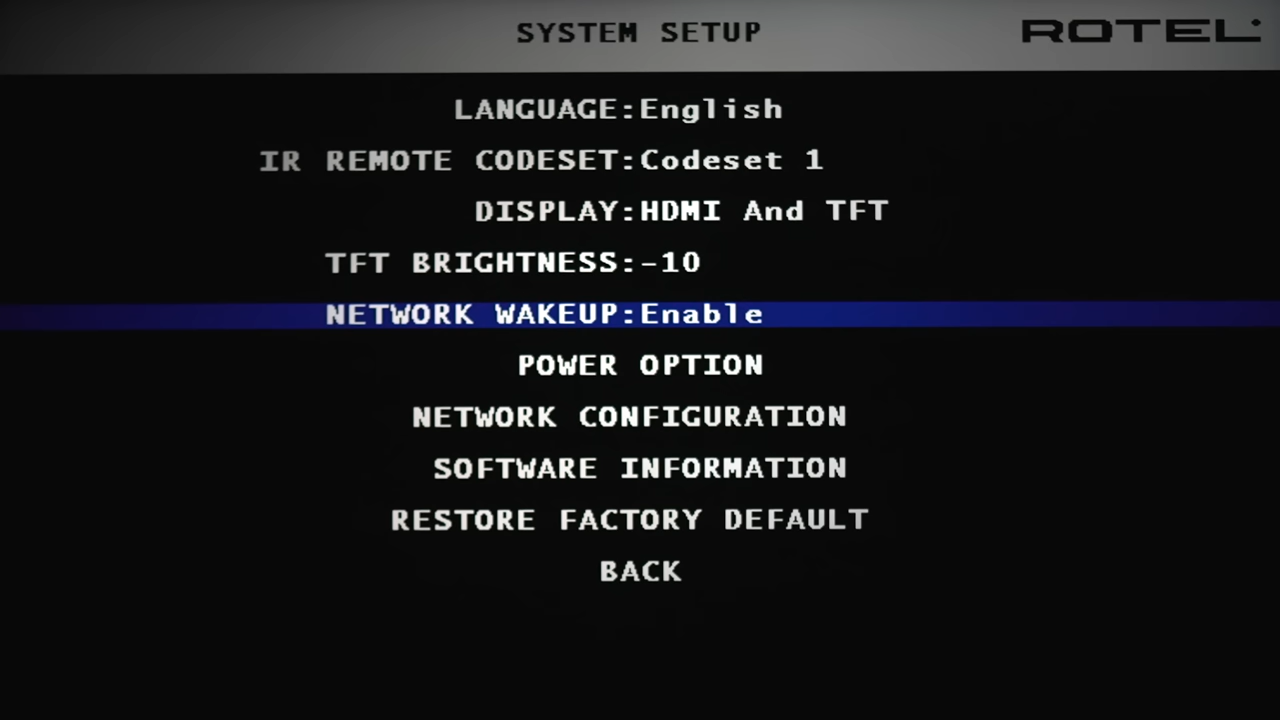 SYSTEM SETUP
ROTEL
LANGUAGE:English
IR REMOTE CODESET:Codeset 1
DISPLAY:HDMI And TFT
TFT BRIGHTNESS:-10
NETWORK WAKEUP:Enable
POWER OPTION
NETWORK CONFIGURATION
SOFTWARE INFORMATION
RESTORE FACTORY DEFAULT
BACK